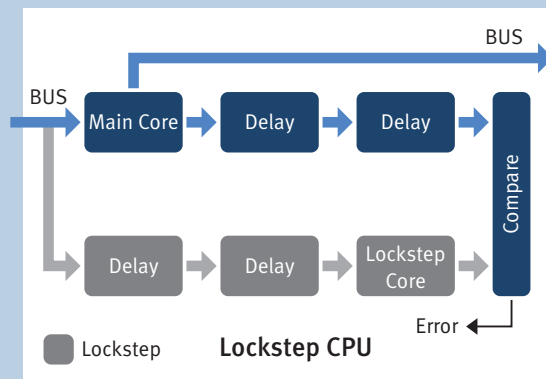 BUS
BUS
Main Core
Delay
Delay
Compare
Delay
Delay
Lockstep
Core
Error
Lockstep
Lockstep CPU